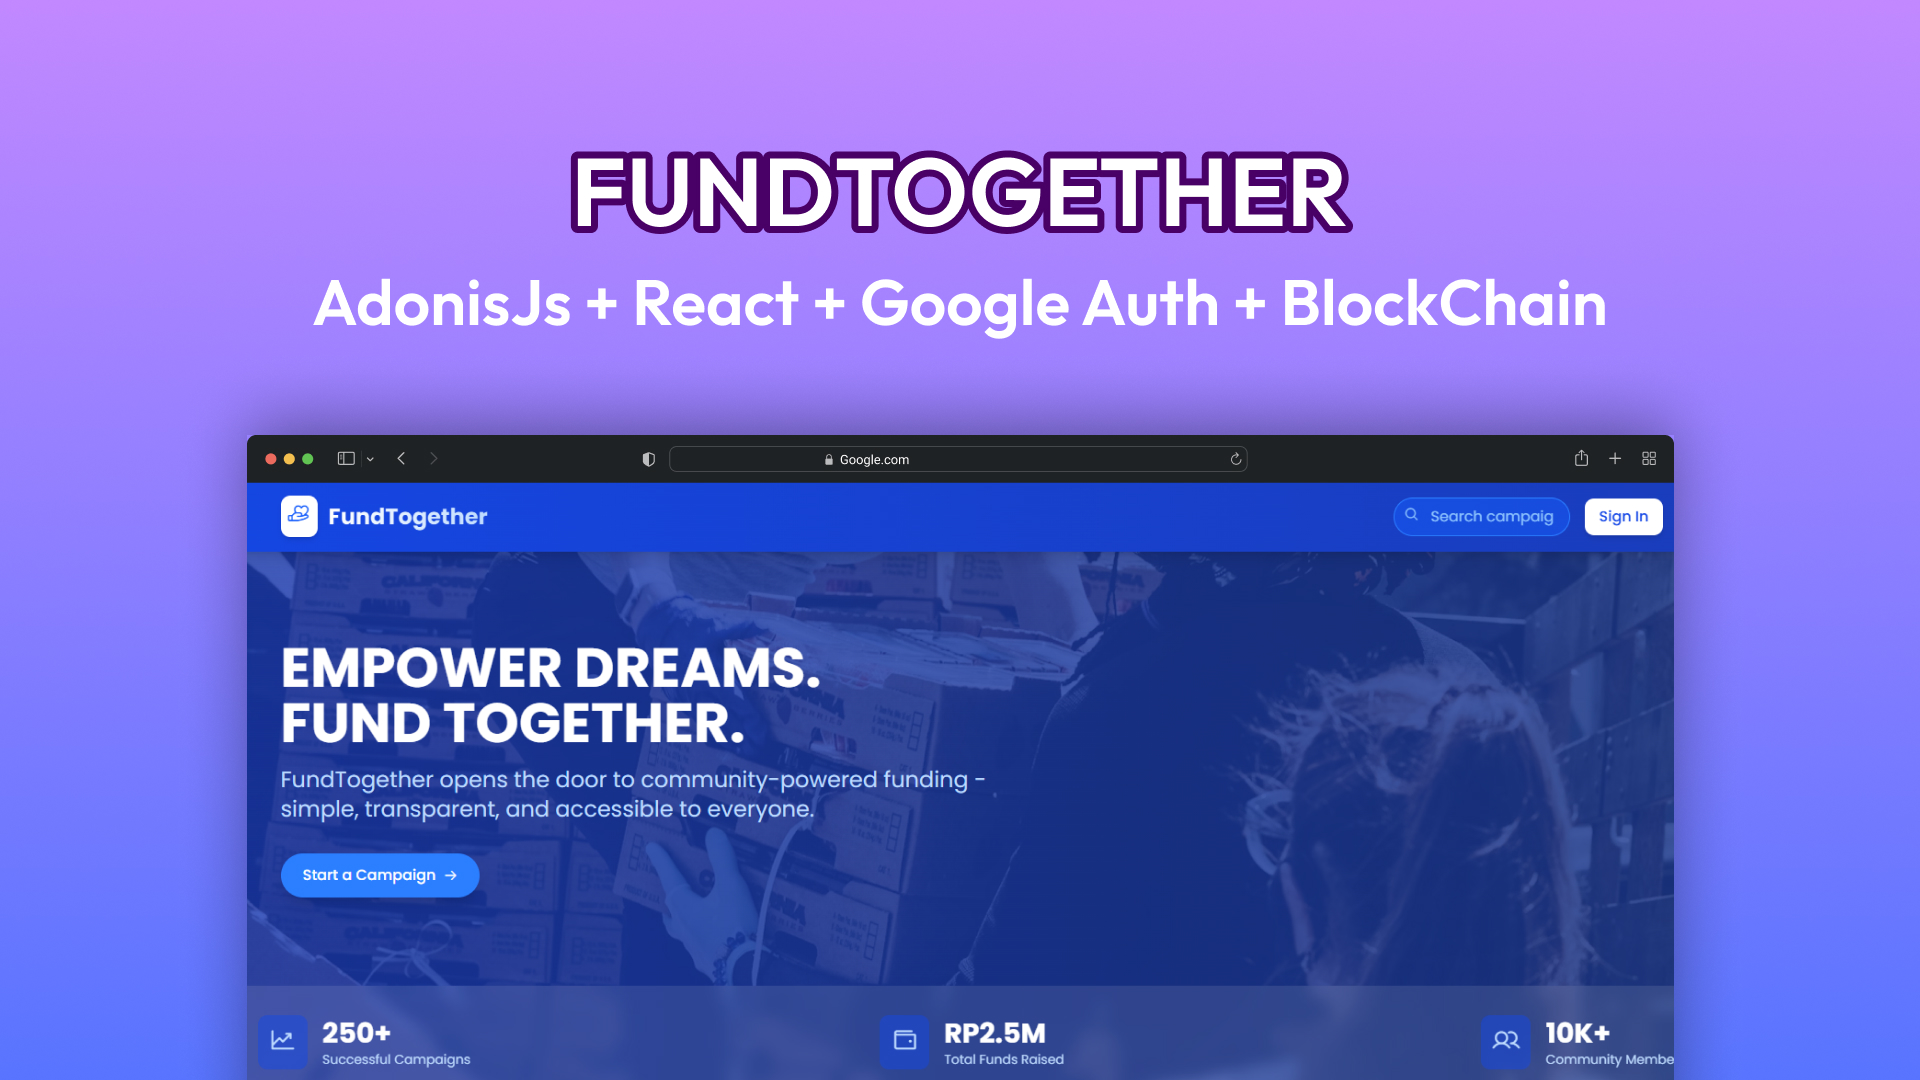 FUNDTOGETHER
AdonisJs + React + Google Auth + BlockChain
Google.com
FundTogether
Search campaig
Sign In
CALIFORNIA
EMPOWER DREAMS.
FUND TOGETHER.
FundTogether opens the door to community-powered funding -
simple, transparent, and accessible to everyone.
Start a Campaign →
250+
Successful Campaigns
RP2.5M
Total Funds Raised
10K+
Community Membe